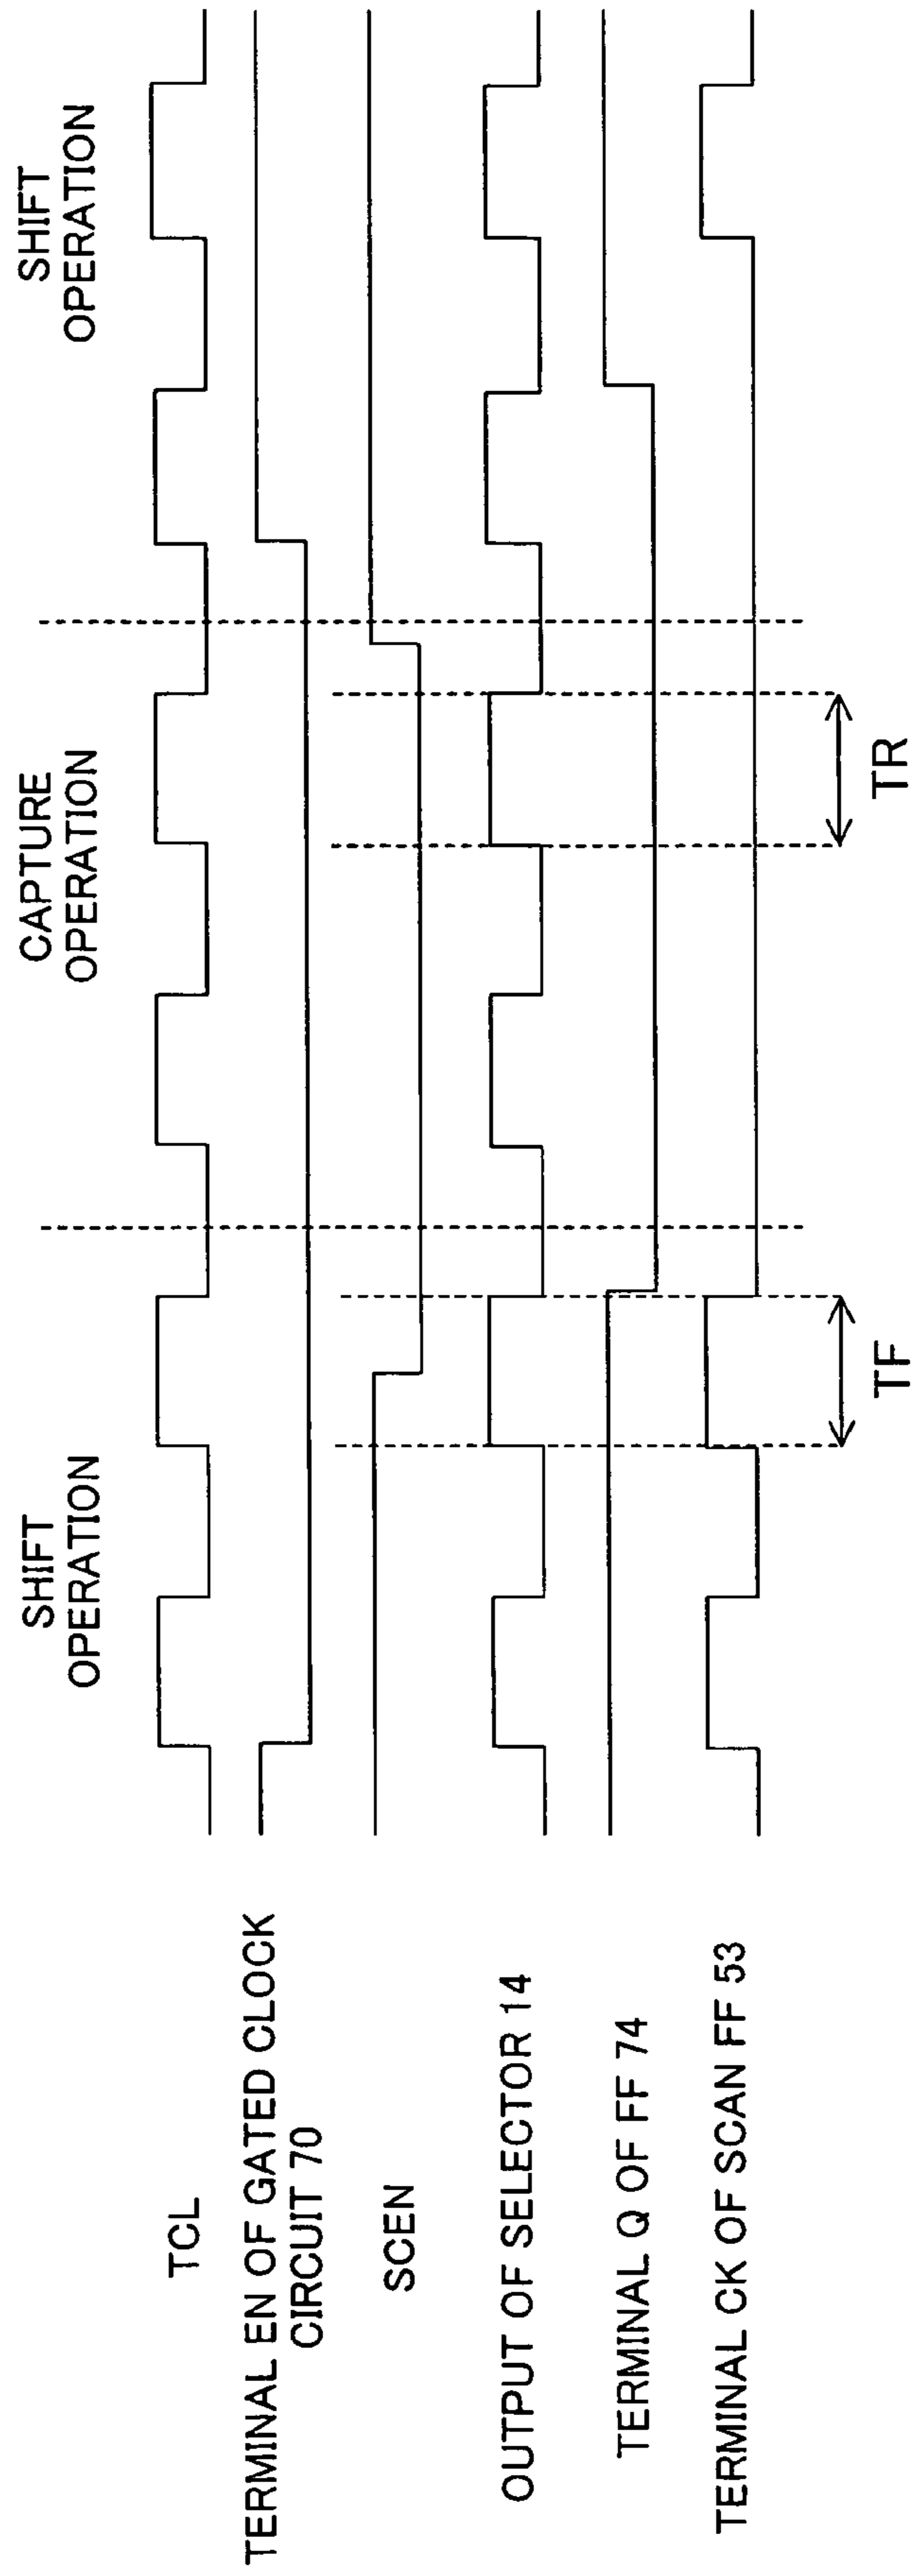 SHIFT
OPERATION
CAPTURE
OPERATION
SHIFT
OPERATION
TCL
TERMINAL EN OF GATED CLOCK
CIRCUIT 70
SCEN
OUTPUT OF SELECTOR 14
TERMINAL Q OF FF 74
TERMINAL CK OF SCAN FF 53
TF
TR